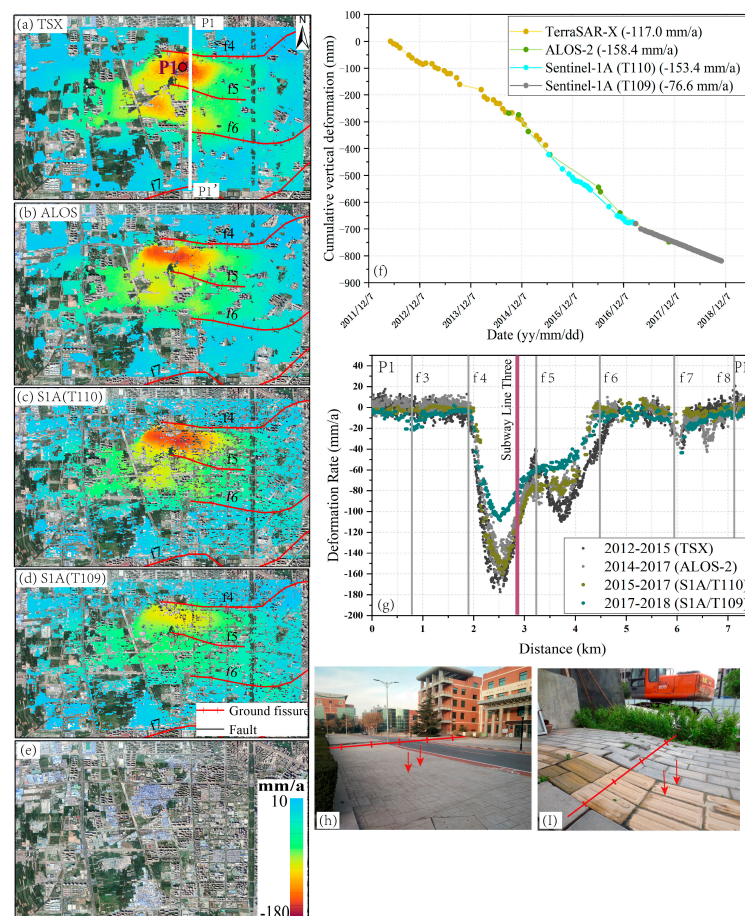 (a) TSX
P1
N
f4
P1
f5
f6
f7
P1'
(b) ALOS
f4
f5
f6
(c) S1A(T110)
f4
f5
f6
f7
(d) S1A(T109)
f4
f5
f6
f7
Ground fissure
Fault
(e)
mm/a
10
-180
100
0
−100
−200
−300
−400
−500
−600
−700
−800
−900
Cumulative vertical deformation (mm)
TerraSAR-X (-117.0 mm/a)
ALOS-2 (-158.4 mm/a)
Sentinel-1A (T110) (-153.4 mm/a)
Sentinel-1A (T109) (-76.6 mm/a)
(f)
2011/12/7
2012/12/7
2013/12/7
2014/12/7
2015/12/7
2016/12/7
2017/12/7
2018/12/7
Date (yy/mm/dd)
40
20
0
-20
-40
-60
-80
-100
-120
-140
-160
-180
-200
Deformation Rate (mm/a)
P1
f3
f4
Subway Line Three
f5
f6
f7
f8
P1
2012-2015 (TSX)
2014-2017 (ALOS-2)
2015-2017 (S1A/T110)
2017-2018 (S1A/T109)
(g)
0
1
2
3
4
5
6
7
Distance (km)
(h)
(I)